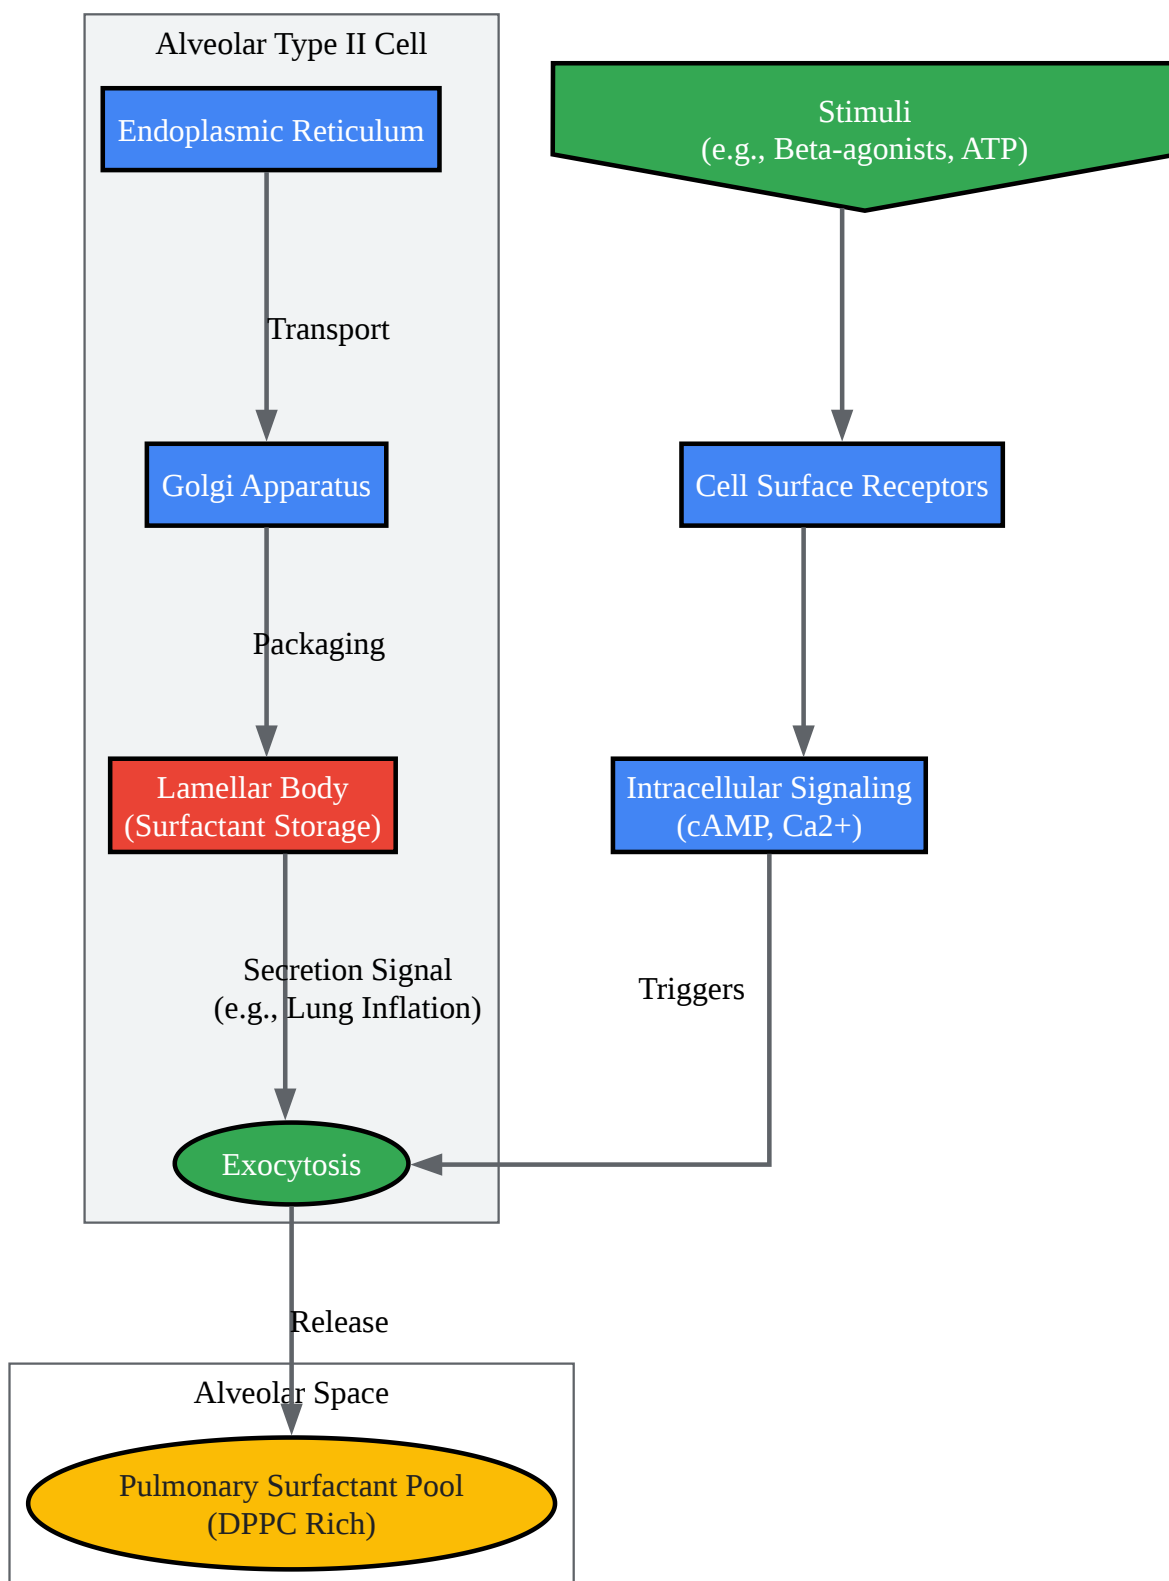 Alveolar Type II Cell
Endoplasmic Reticulum
Stimuli
(e.g., Beta-agonists, ATP)
Transport
Golgi Apparatus
Cell Surface Receptors
Packaging
Lamellar Body
(Surfactant Storage)
Intracellular Signaling
(cAMP, Ca2+)
Secretion Signal
(e.g., Lung Inflation)
Triggers
Exocytosis
Release
Alveolar Space
Pulmonary Surfactant Pool
(DPPC Rich)